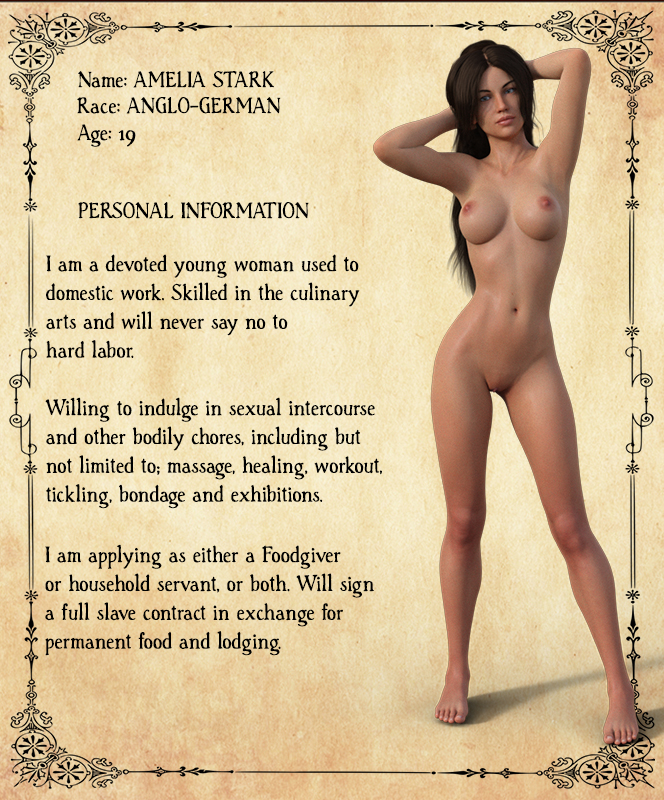 Name: AMELIA STARK
Race: ANGLO-GERMAN
Age: 19
PERSONAL INFORMATION
I am a devoted young woman used to
domestic work. Skilled in the culinary
arts and will never say no to
hard labor.
Willing to indulge in sexual intercourse
and other bodily chores, including but
not limited to; massage, healing, workout,
tickling, bondage and exhibitions.
I am applying as either a Foodgiver
or household servant, or both. Will sign
a full slave contract in exchange for
permanent food and lodging.